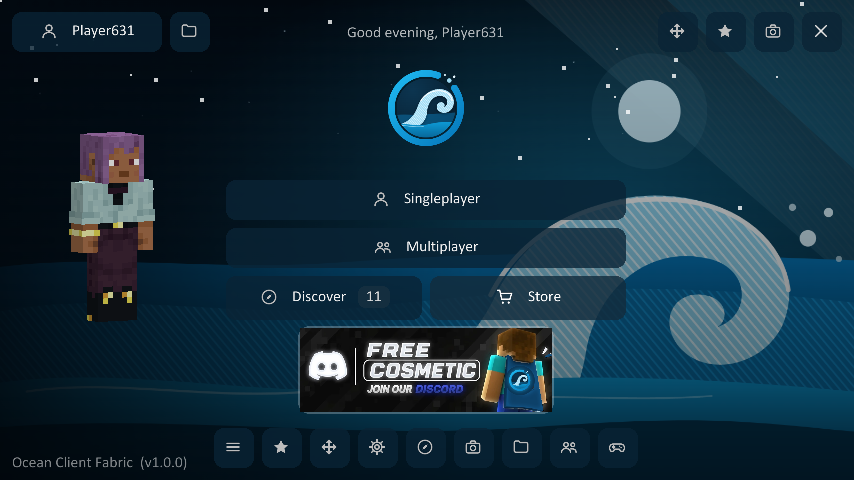 Player631
Good evening, Player631
Singleplayer
Multiplayer
Discover 11
Store
FREE
COSMETIC
JOIN OUR DISCORD
Ocean Client Fabric (v1.0.0)